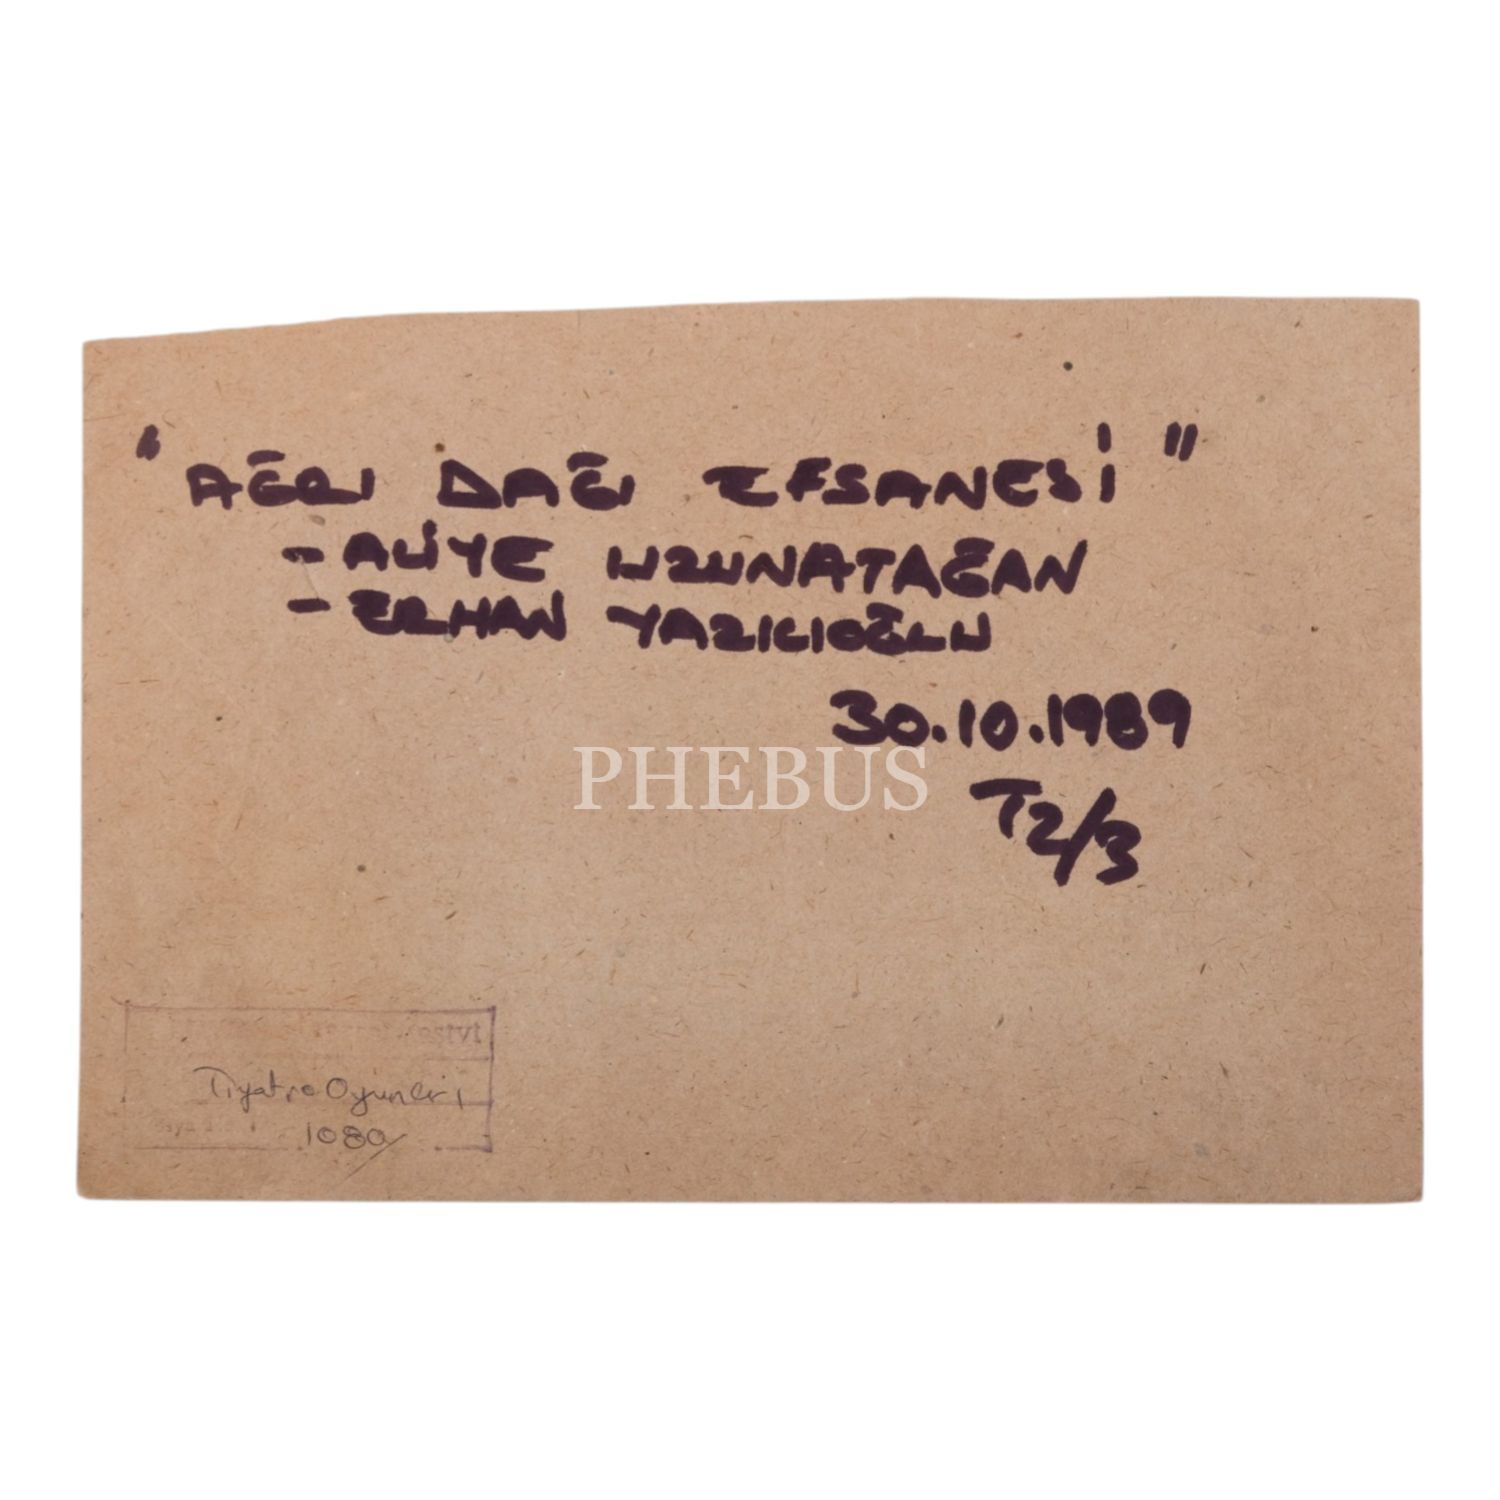 "AĞRI DAĞI EFSANESİ"
- ALİYE UZUNATAĞAN
- ERHAN YAZICIOĞLU
30.10.1989
PHEBUS
T2/3
Tiyatro Oyunları
1080/